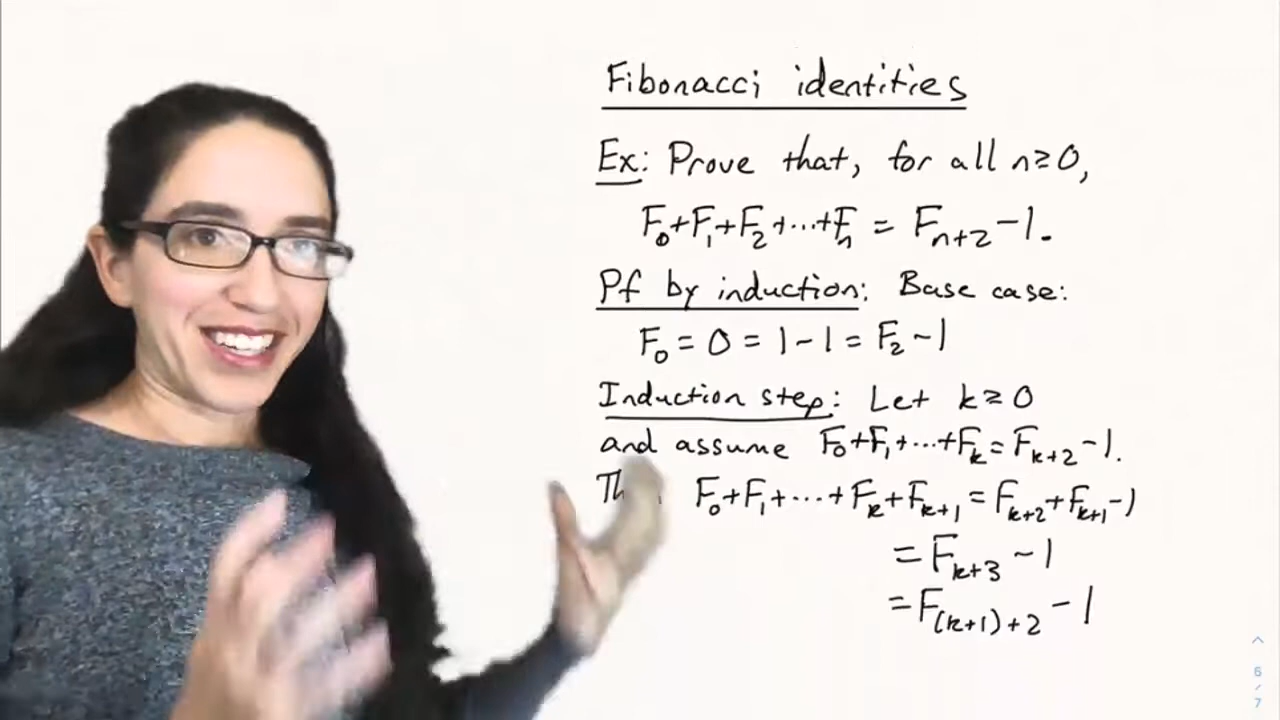 Fibonacci identities
Ex: Prove that, for all n≥0,
F₀+F₁+F₂+···+Fₙ = Fₙ₊₂-1.
Pf by induction: Base case:
F₀ = 0 = 1-1 = F₂-1
Induction step: Let k≥0
and assume F₀+F₁+···+Fₖ = Fₖ₊₂-1.
F₀+F₁+···+Fₖ+Fₖ₊₁ = Fₖ₊₂+Fₖ₊₁-1
= Fₖ₊₃-1
= F₍ₖ₊₁₎₊₂-1
6
/
7